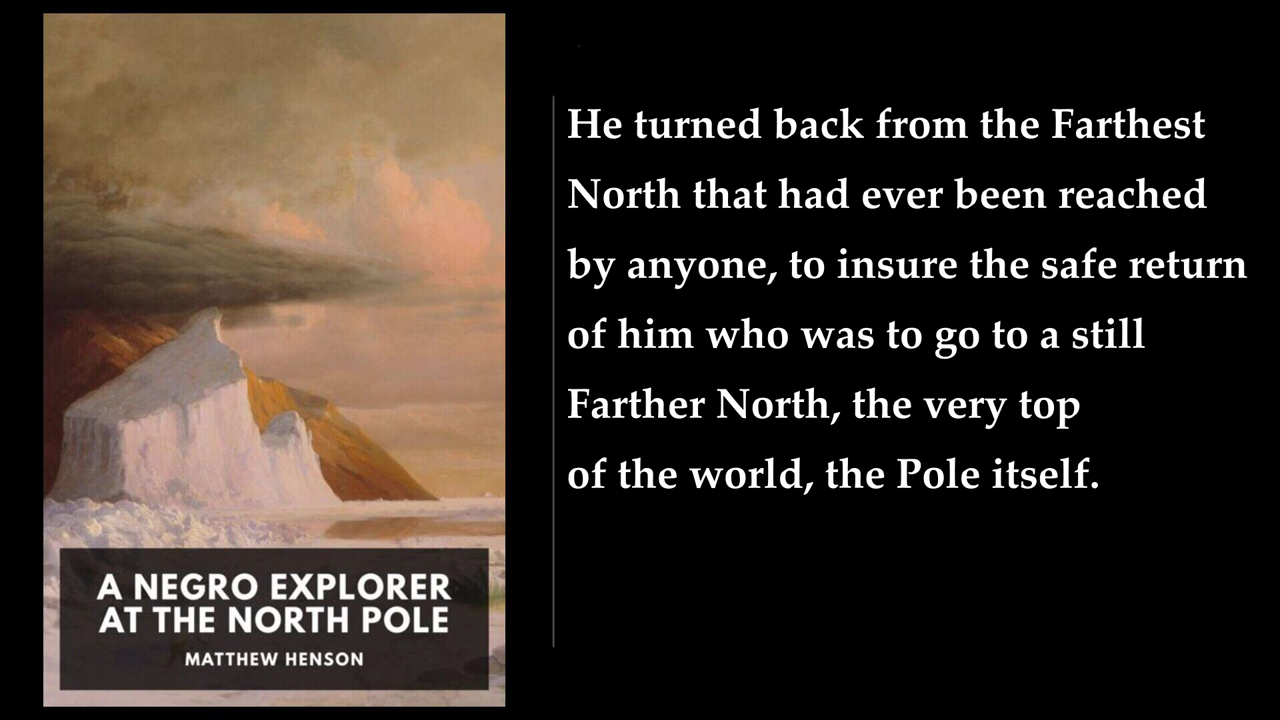 He turned back from the Farthest
North that had ever been reached
by anyone, to insure the safe return
of him who was to go to a still
Farther North, the very top
of the world, the Pole itself.
A NEGRO EXPLORER
AT THE NORTH POLE
MATTHEW HENSON